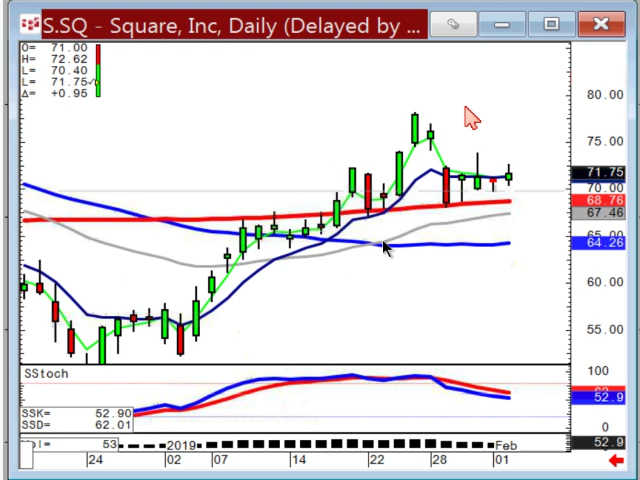 S.SQ - Square, Inc, Daily (Delayed by ...
O= 71.00
H= 72.62
L= 70.40
L= 71.75
Δ= +0.95
80.00
75.00
71.75
70.00
68.76
67.46
64.26
60.00
55.00
SStoch
100
52.9
0
SSK= 52.90
SSD= 62.01
53
2019
Feb
52.9
24
02
07
14
22
28
01